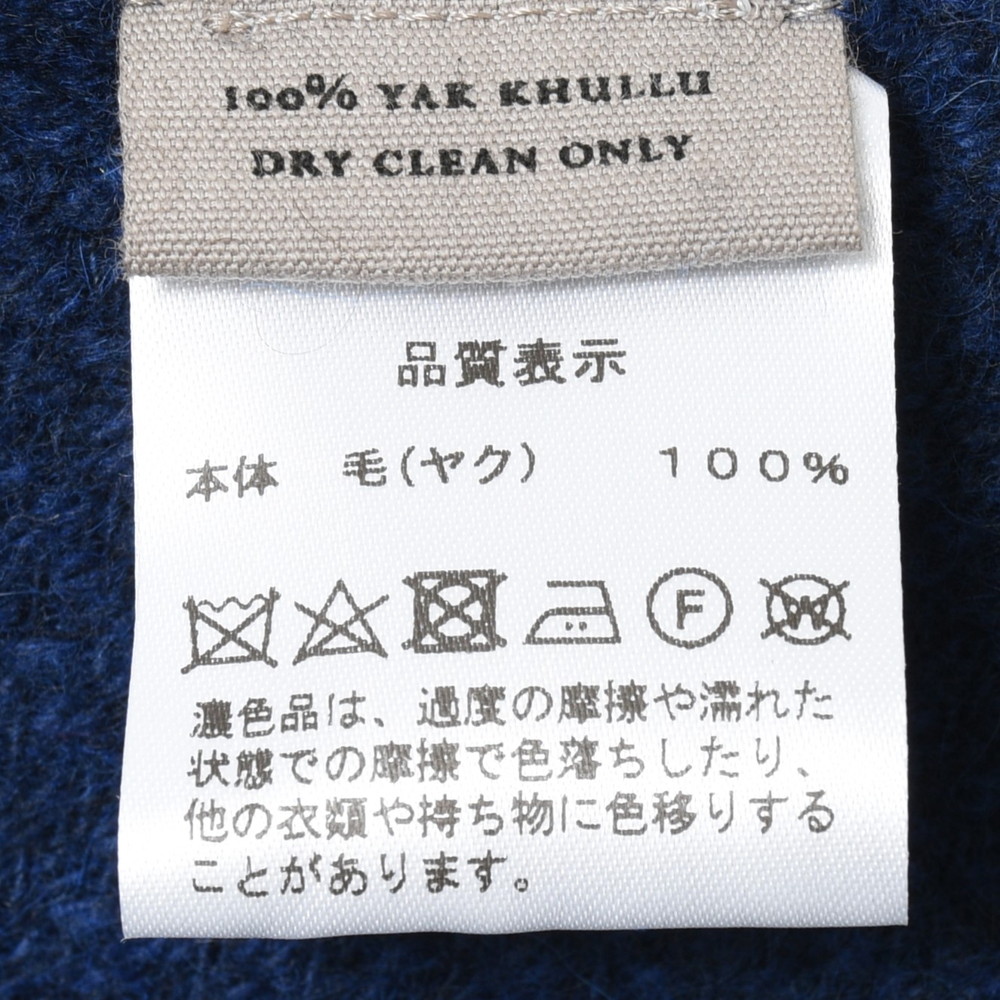 100% YAK KHULLU
DRY CLEAN ONLY
品質表示
本体 毛(ヤク) 100%
F W
濃色品は、過度の摩擦や濡れた
状態での摩擦で色落ちしたり、
他の衣類や持ち物に色移りする
ことがあります。